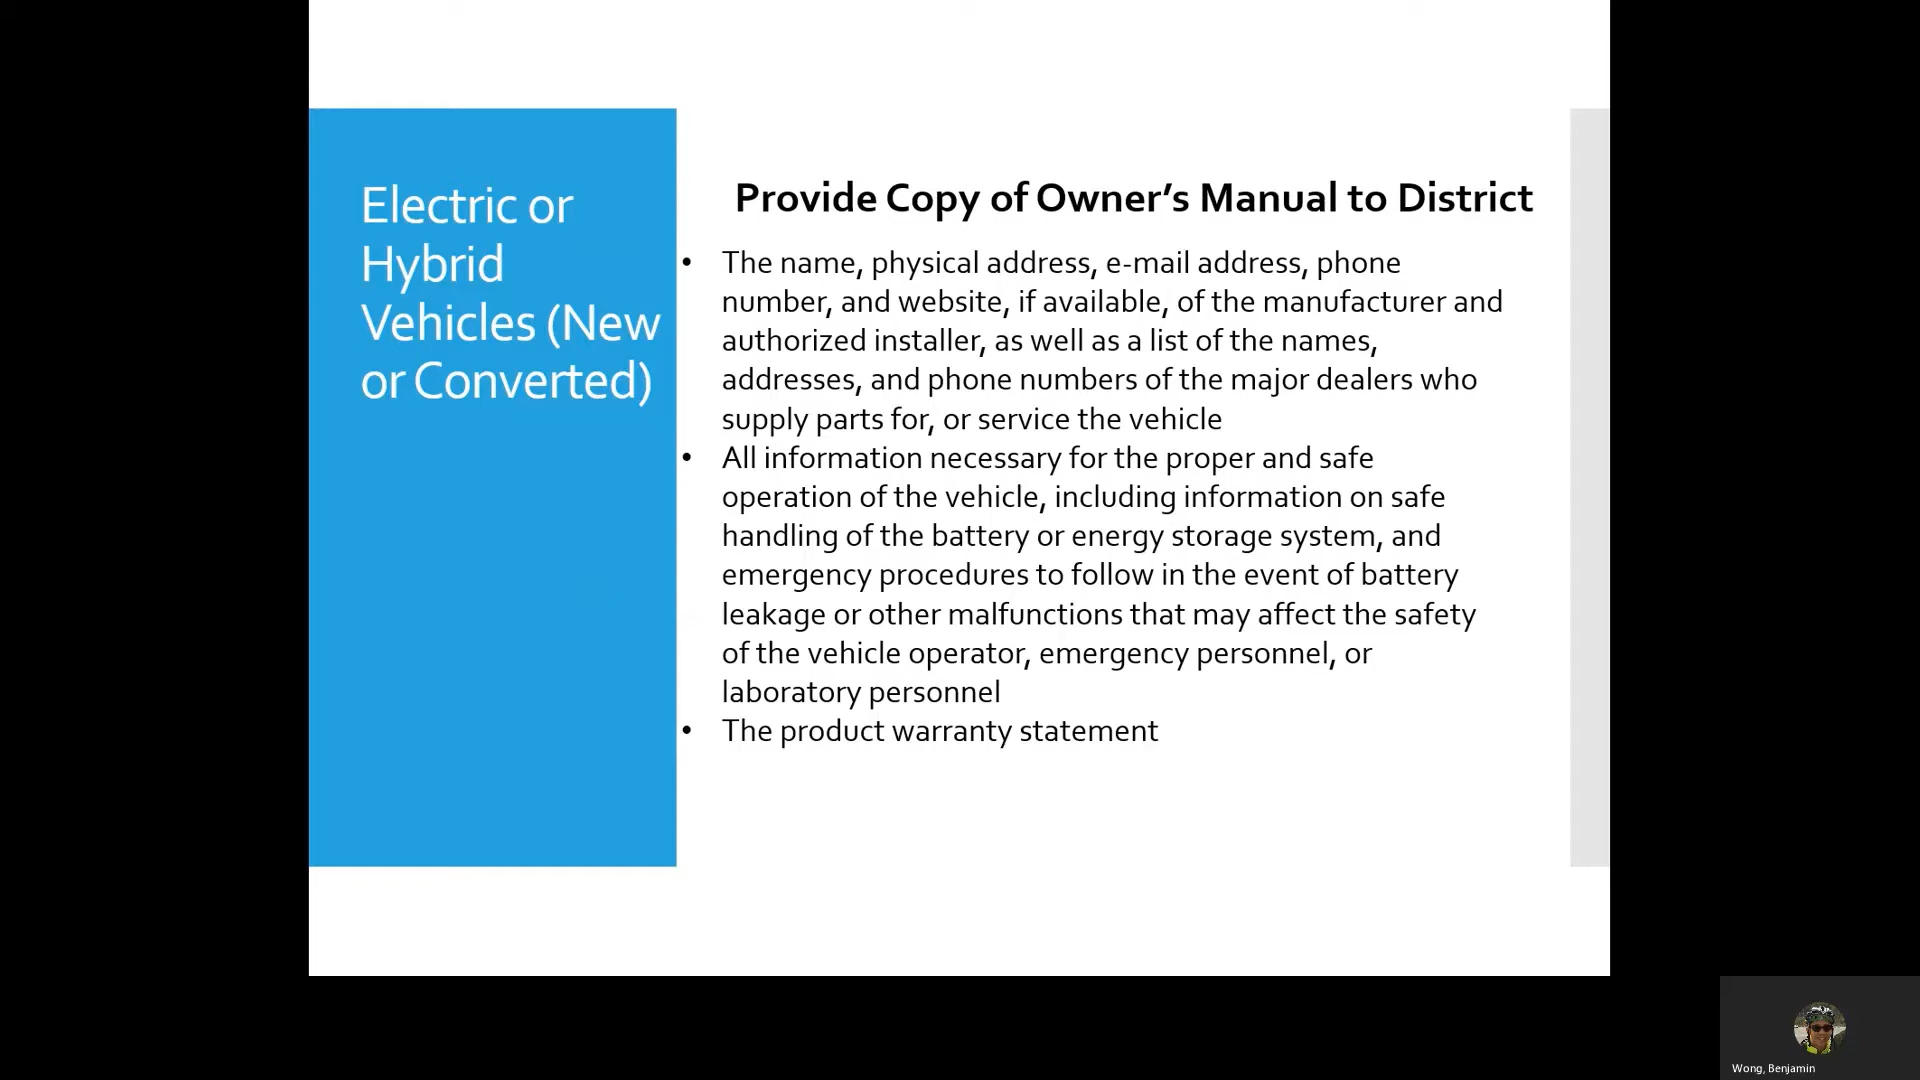 Electric or
Hybrid
Vehicles (New
or Converted)
Provide Copy of Owner's Manual to District
• The name, physical address, e-mail address, phone
number, and website, if available, of the manufacturer and
authorized installer, as well as a list of the names,
addresses, and phone numbers of the major dealers who
supply parts for, or service the vehicle
• All information necessary for the proper and safe
operation of the vehicle, including information on safe
handling of the battery or energy storage system, and
emergency procedures to follow in the event of battery
leakage or other malfunctions that may affect the safety
of the vehicle operator, emergency personnel, or
laboratory personnel
• The product warranty statement
Wong, Benjamin